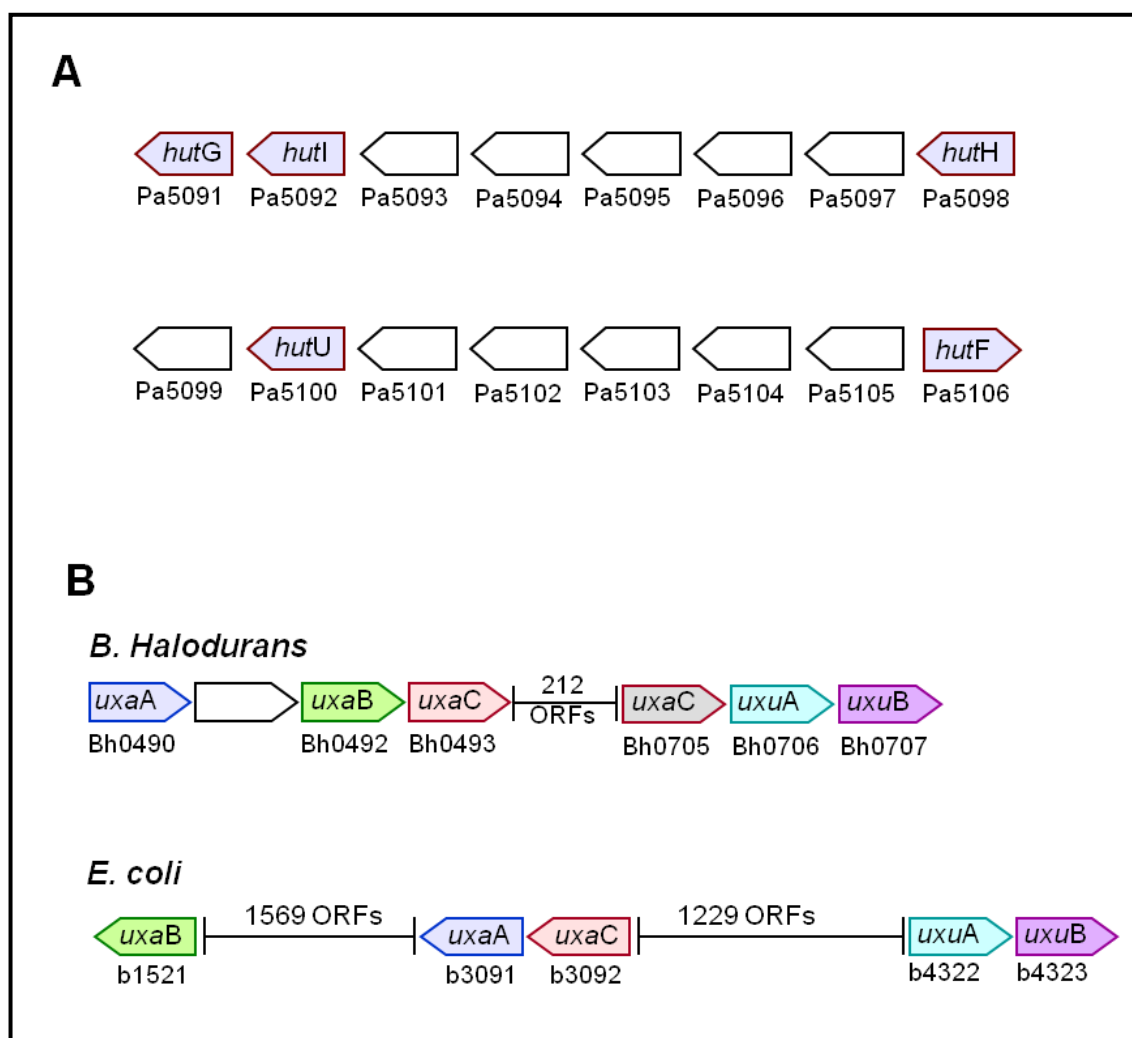 A
hutG hutI hutH
Pa5091 Pa5092 Pa5093 Pa5094 Pa5095 Pa5096 Pa5097 Pa5098
hutU hutF
Pa5099 Pa5100 Pa5101 Pa5102 Pa5103 Pa5104 Pa5105 Pa5106
B
B. Halodurans
uxaA uxaB uxaC 212 ORFs uxaC uxuA uxuB
Bh0490 Bh0492 Bh0493 Bh0705 Bh0706 Bh0707
E. coli
1569 ORFs 1229 ORFs
uxaB uxaA uxaC uxuA uxuB
b1521 b3091 b3092 b4322 b4323